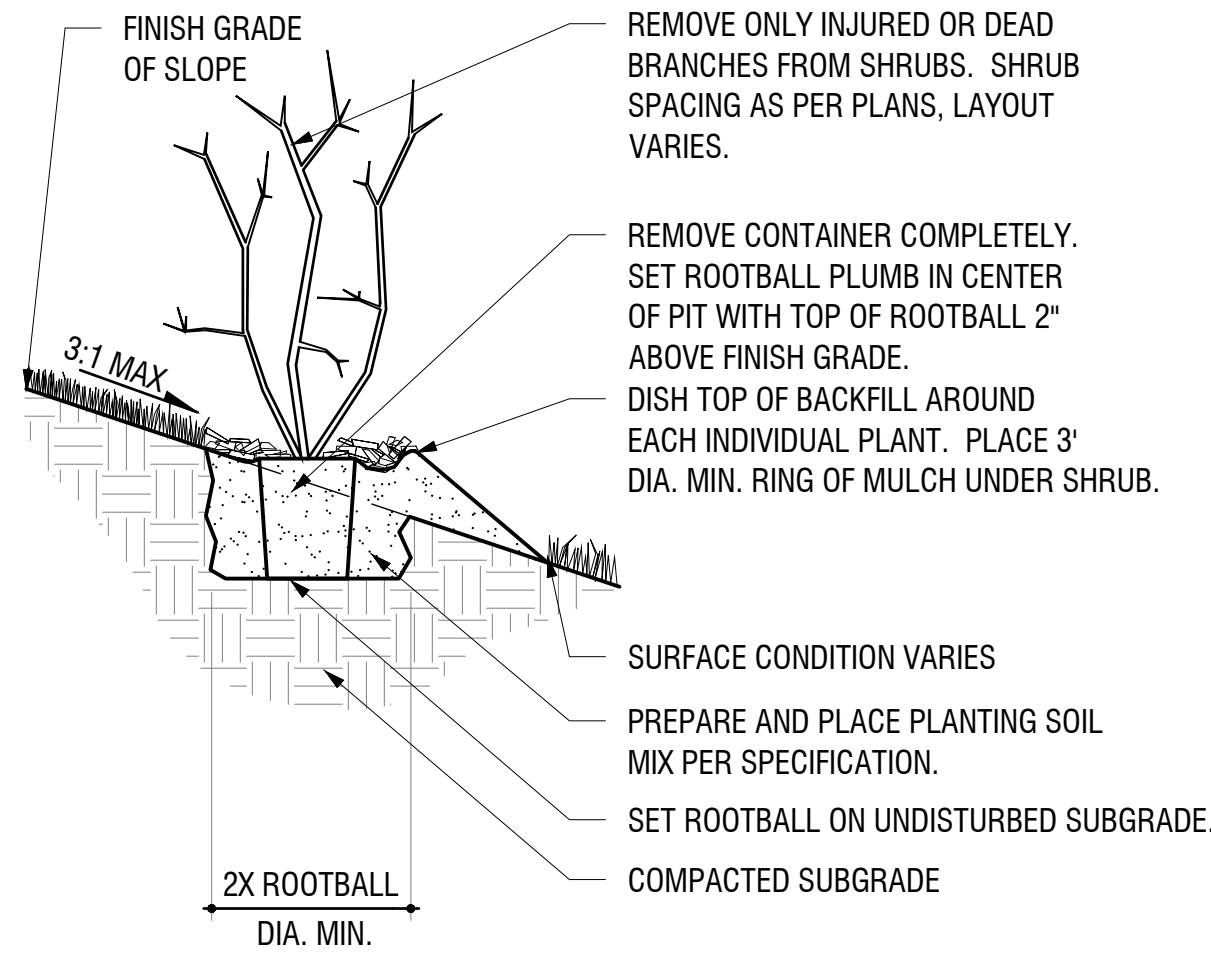 FINISH GRADE
OF SLOPE
REMOVE ONLY INJURED OR DEAD
BRANCHES FROM SHRUBS.  SHRUB
SPACING AS PER PLANS, LAYOUT
VARIES.
REMOVE CONTAINER COMPLETELY.
SET ROOTBALL PLUMB IN CENTER
OF PIT WITH TOP OF ROOTBALL 2"
ABOVE FINISH GRADE.
3:1 MAX
DISH TOP OF BACKFILL AROUND
EACH INDIVIDUAL PLANT.  PLACE 3'
DIA. MIN. RING OF MULCH UNDER SHRUB.
SURFACE CONDITION VARIES
PREPARE AND PLACE PLANTING SOIL
MIX PER SPECIFICATION.
SET ROOTBALL ON UNDISTURBED SUBGRADE.
COMPACTED SUBGRADE
2X ROOTBALL
DIA. MIN.